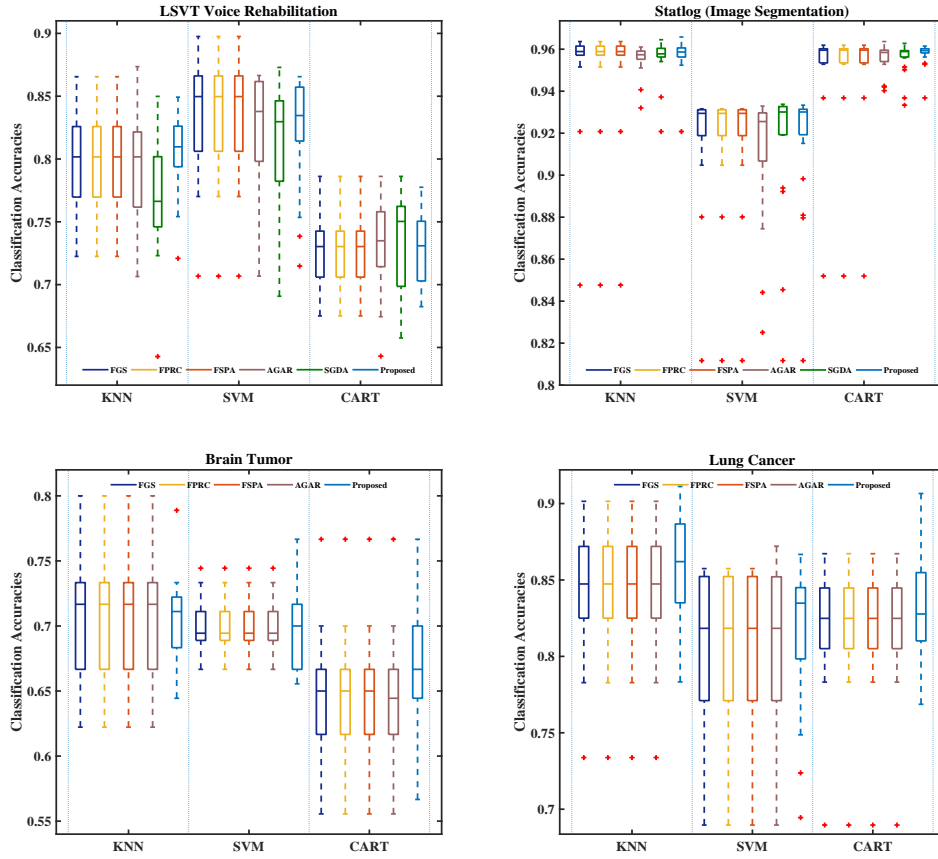 LSVT Voice Rehabilitation
Classification Accuracies
0.9
0.85
0.8
0.75
0.7
0.65
FGS FPRC FSPA AGAR SGDA Proposed
KNN SVM CART
Statlog (Image Segmentation)
Classification Accuracies
0.96
0.94
0.92
0.9
0.88
0.86
0.84
0.82
0.8
FGS FPRC FSPA AGAR SGDA Proposed
KNN SVM CART
Brain Tumor
Classification Accuracies
FGS FPRC FSPA AGAR Proposed
0.8
0.75
0.7
0.65
0.6
0.55
KNN SVM CART
Lung Cancer
Classification Accuracies
FGS FPRC FSPA AGAR Proposed
0.9
0.85
0.8
0.75
0.7
KNN SVM CART